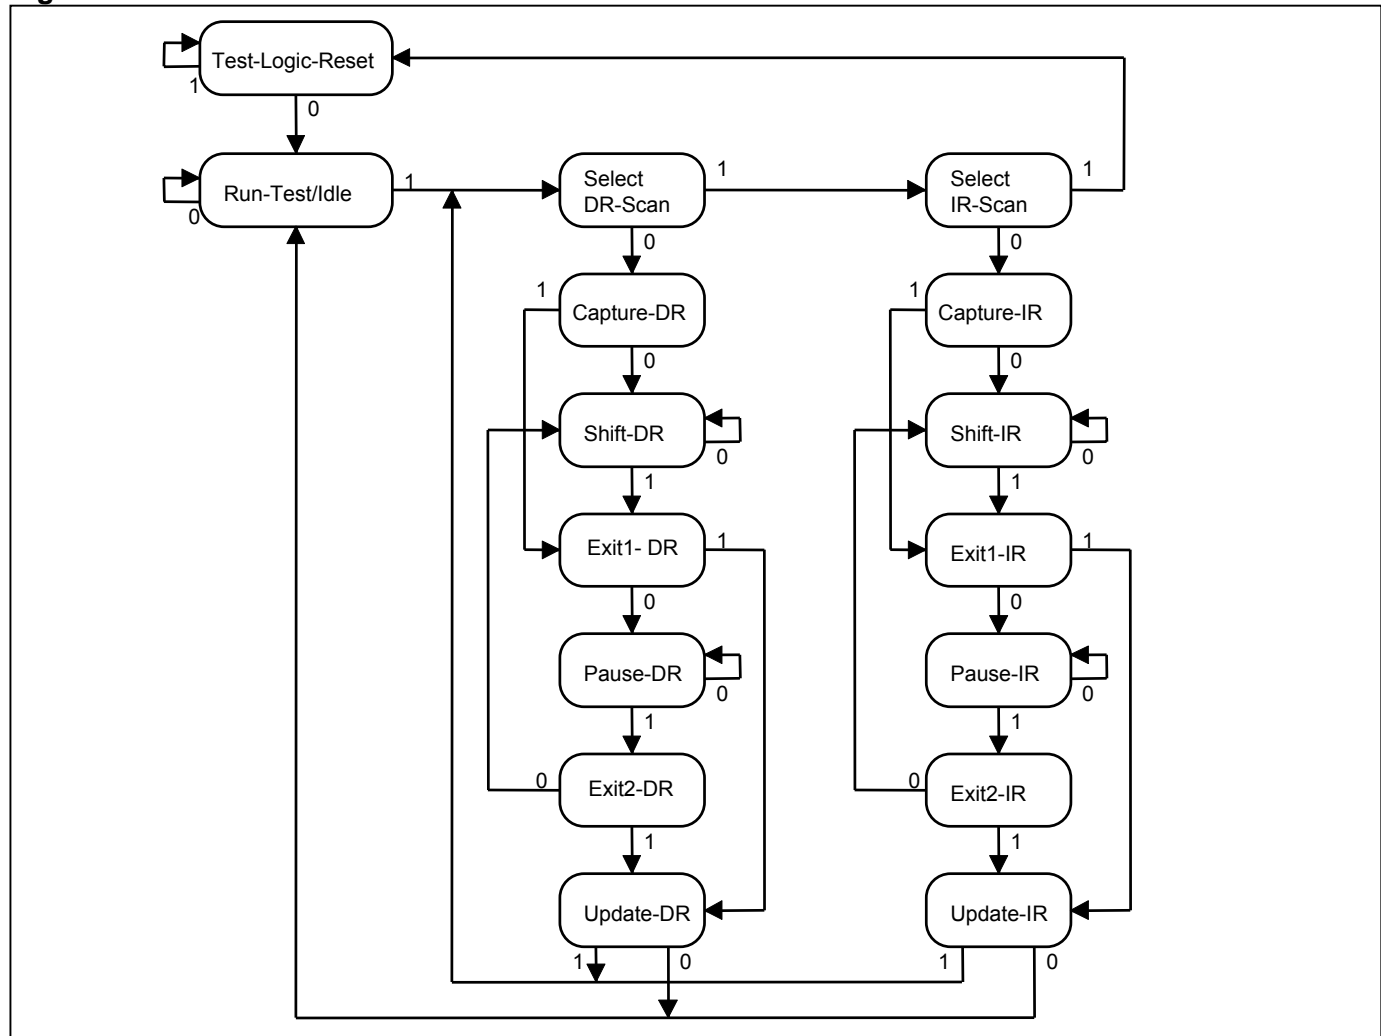 Test-Logic-Reset
1
0
Run-Test/Idle
1
0
Select
DR-Scan
1
0
Select
IR-Scan
1
0
1
Capture-DR
0
1
Capture-IR
0
Shift-DR
0
1
Shift-IR
0
1
Exit1- DR
1
0
Exit1-IR
1
0
Pause-DR
0
1
Pause-IR
0
1
0
Exit2-DR
1
0
Exit2-IR
1
Update-DR
1
0
Update-IR
1
0